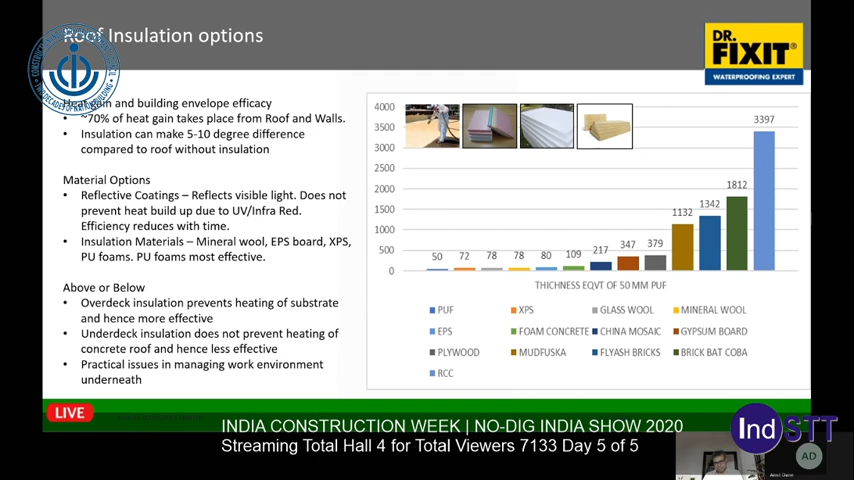 Roof Insulation options
DR.
FIXIT®
WATERPROOFING EXPERT
Heat gain and building envelope efficacy
• ~70% of heat gain takes place from Roof and Walls.
• Insulation can make 5-10 degree difference
compared to roof without insulation
Material Options
• Reflective Coatings – Reflects visible light. Does not
prevent heat build up due to UV/Infra Red.
Efficiency reduces with time.
• Insulation Materials – Mineral wool, EPS board, XPS,
PU foams. PU foams most effective.
Above or Below
• Overdeck insulation prevents heating of substrate
and hence more effective
• Underdeck insulation does not prevent heating of
concrete roof and hence less effective
• Practical issues in managing work environment
underneath
4000
3500
3000
2500
2000
1500
1000
500
0
50 72 78 78 80 109 217 347 379 1132 1342 1812 3397
THICKNESS EQVT OF 50 MM PUF
PUF XPS GLASS WOOL MINERAL WOOL
EPS FOAM CONCRETE CHINA MOSAIC GYPSUM BOARD
PLYWOOD MUDFUSKA FLYASH BRICKS BRICK BAT COBA
RCC
LIVE
INDIA CONSTRUCTION WEEK | NO-DIG INDIA SHOW 2020
Streaming Total Hall 4 for Total Viewers 7133 Day 5 of 5
IndSTT
AD